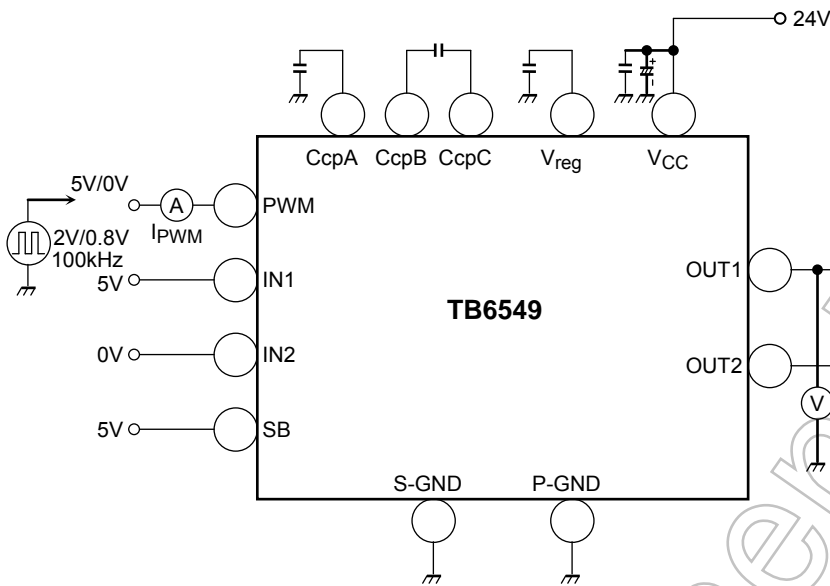 24V
CcpA CcpB CcpC Vreg VCC
5V/0V
A
IPWM
PWM
2V/0.8V
100kHz
5V
IN1
OUT1
TB6549
0V
IN2
OUT2
V
5V
SB
S-GND P-GND